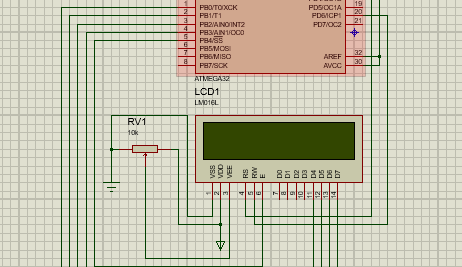 1 PB0/T0/XCK PD5/OC1A 19
2 PB1/T1 PD6/ICP1 20
3 PB2/AIN0/INT2 PD7/OC2 21
4 PB3/AIN1/OC0
5 PB4/SS
6 PB5/MOSI
7 PB6/MISO AREF 32
8 PB7/SCK AVCC 30
ATMEGA32
LCD1
LM016L
RV1
10k
VSS VDD VEE RS RW E D0 D1 D2 D3 D4 D5 D6 D7
1 2 3 4 5 6 7 8 9 10 11 12 13 14